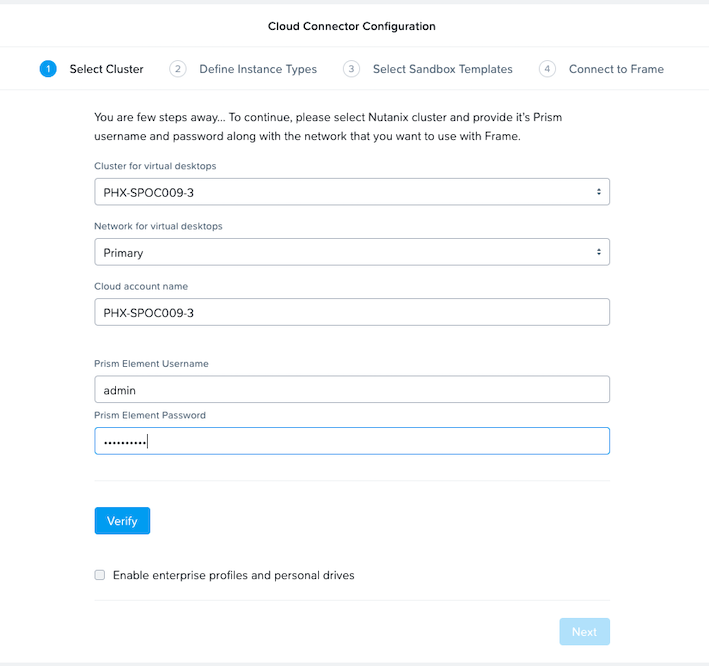 Cloud Connector Configuration
1 Select Cluster 2 Define Instance Types 3 Select Sandbox Templates 4 Connect to Frame
You are few steps away... To continue, please select Nutanix cluster and provide it's Prism
username and password along with the network that you want to use with Frame.
Cluster for virtual desktops
PHX-SPOC009-3
Network for virtual desktops
Primary
Cloud account name
PHX-SPOC009-3
Prism Element Username
admin
Prism Element Password
••••••••••
Verify
Enable enterprise profiles and personal drives
Next